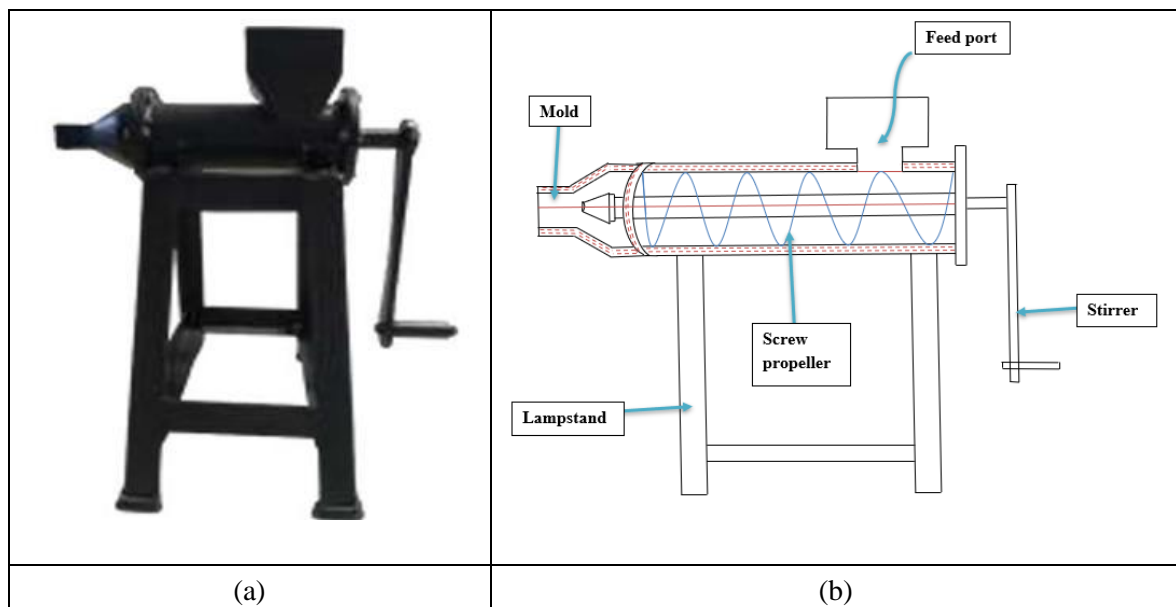 Feed port
Mold
Stirrer
Screw
propeller
Lampstand
(a)
(b)